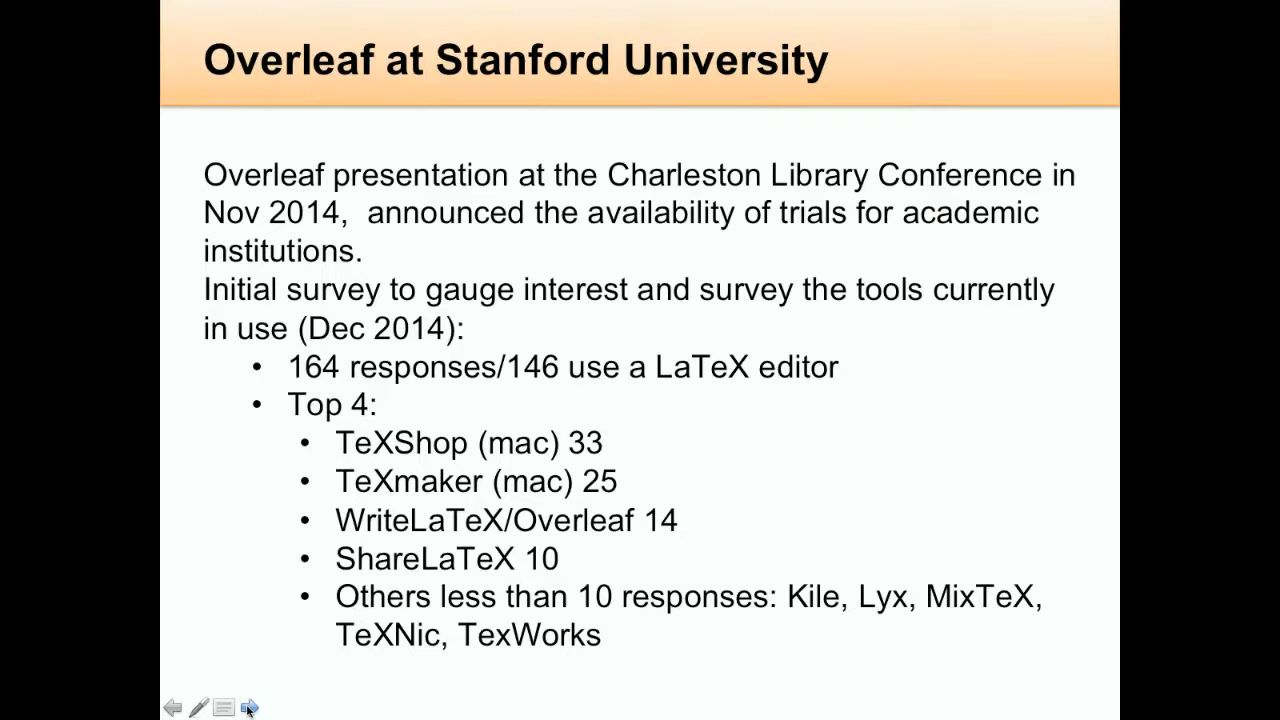 Overleaf at Stanford University
Overleaf presentation at the Charleston Library Conference in
Nov 2014,  announced the availability of trials for academic
institutions.
Initial survey to gauge interest and survey the tools currently
in use (Dec 2014):
• 164 responses/146 use a LaTeX editor
• Top 4:
• TeXShop (mac) 33
• TeXmaker (mac) 25
• WriteLaTeX/Overleaf 14
• ShareLaTeX 10
• Others less than 10 responses: Kile, Lyx, MixTeX,
TeXNic, TexWorks